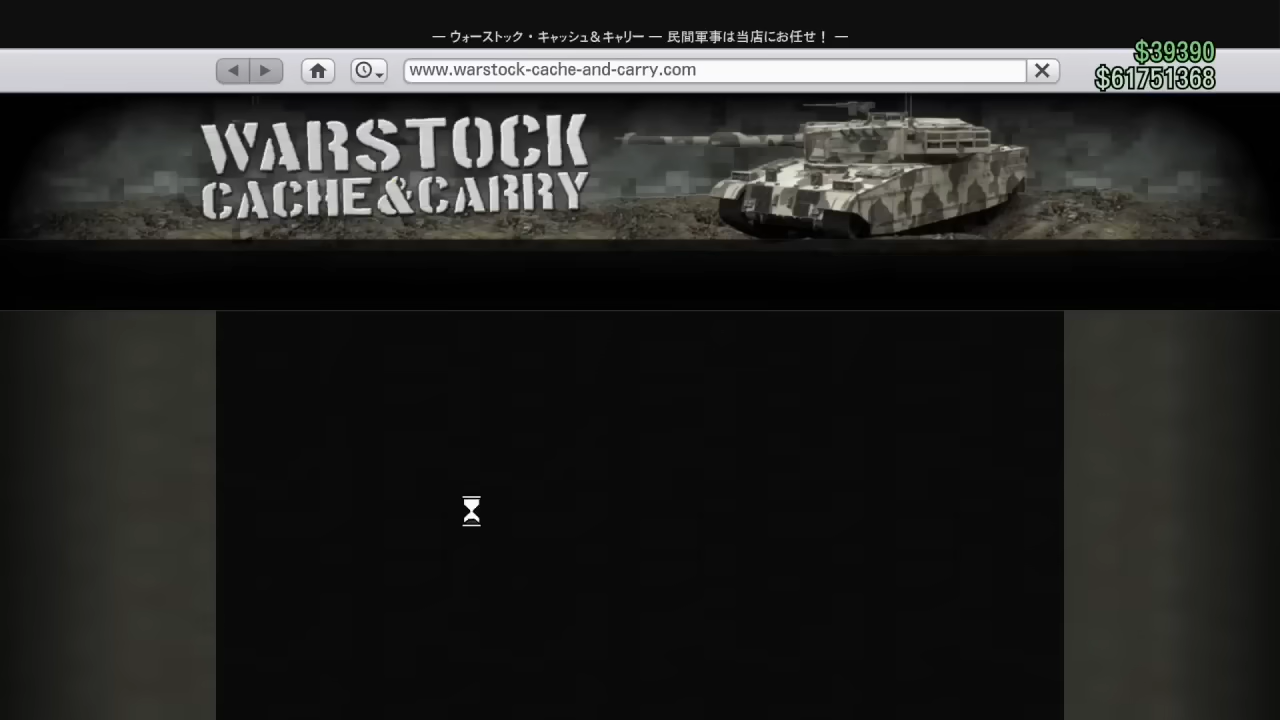 — ウォーストック・キャッシュ&キャリー — 民間軍事は当店にお任せ！ —
$39390
www.warstock-cache-and-carry.com
$61751368
WARSTOCK
CACHE&CARRY